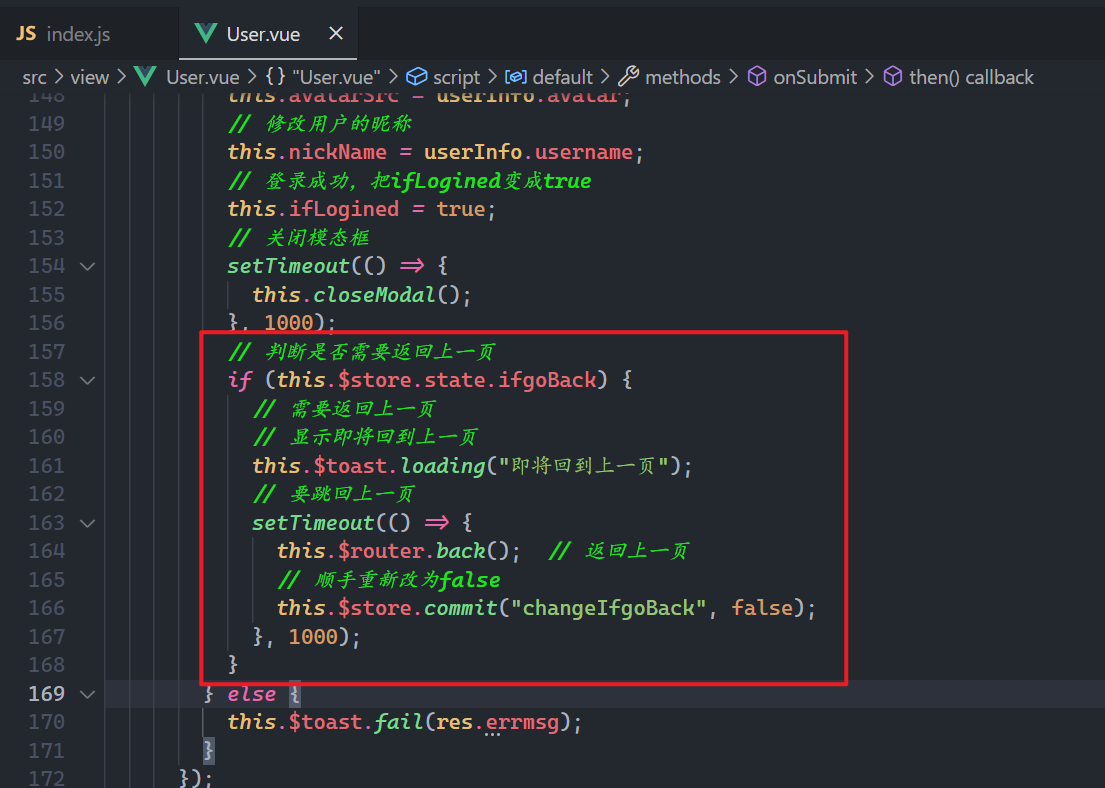 JS index.js User.vue ×
src > view > User.vue > {} "User.vue" > script > default > methods > onSubmit > then() callback
148 this.avatarSrc = userInfo.avatar;
149 // 修改用户的昵称
150 this.nickName = userInfo.username;
151 // 登录成功，把ifLogined变成true
152 this.ifLogined = true;
153 // 关闭模态框
154 setTimeout(() => {
155 this.closeModal();
156 }, 1000);
157 // 判断是否需要返回上一页
158 if (this.$store.state.ifgoBack) {
159 // 需要返回上一页
160 // 显示即将回到上一页
161 this.$toast.loading("即将回到上一页");
162 // 要跳回上一页
163 setTimeout(() => {
164 this.$router.back(); // 返回上一页
165 // 顺手重新改为false
166 this.$store.commit("changeIfgoBack", false);
167 }, 1000);
168 }
169 } else {
170 this.$toast.fail(res.errmsg);
171 }
172 });